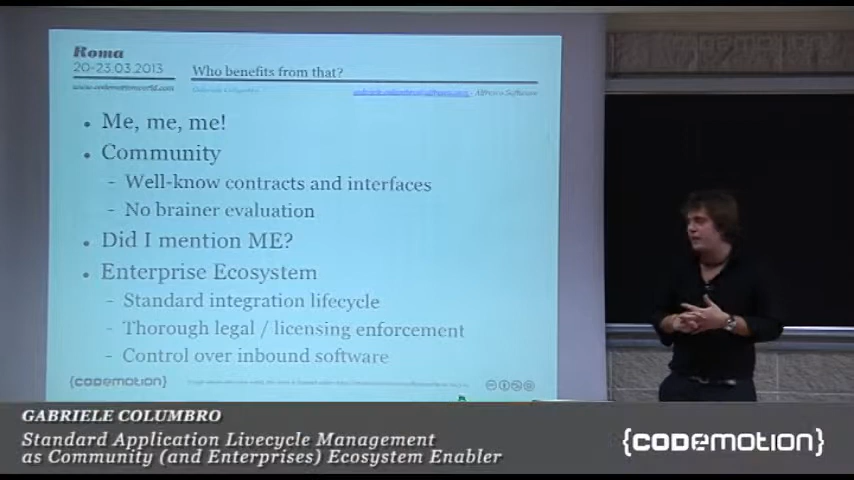 CODEMOTION
Roma
20-23.03.2013
Who benefits from that?
www.codemotionworld.com
Gabriele Columbro
gabriele.columbro@alfresco.com - Alfresco Software
• Me, me, me!
• Community
- Well-know contracts and interfaces
- No brainer evaluation
• Did I mention ME?
• Enterprise Ecosystem
- Standard integration lifecycle
- Thorough legal / licensing enforcement
- Control over inbound software
{codemotion}
GABRIELE COLUMBRO
Standard Application Livecycle Management
as Community (and Enterprises) Ecosystem Enabler
{CODEmotion}